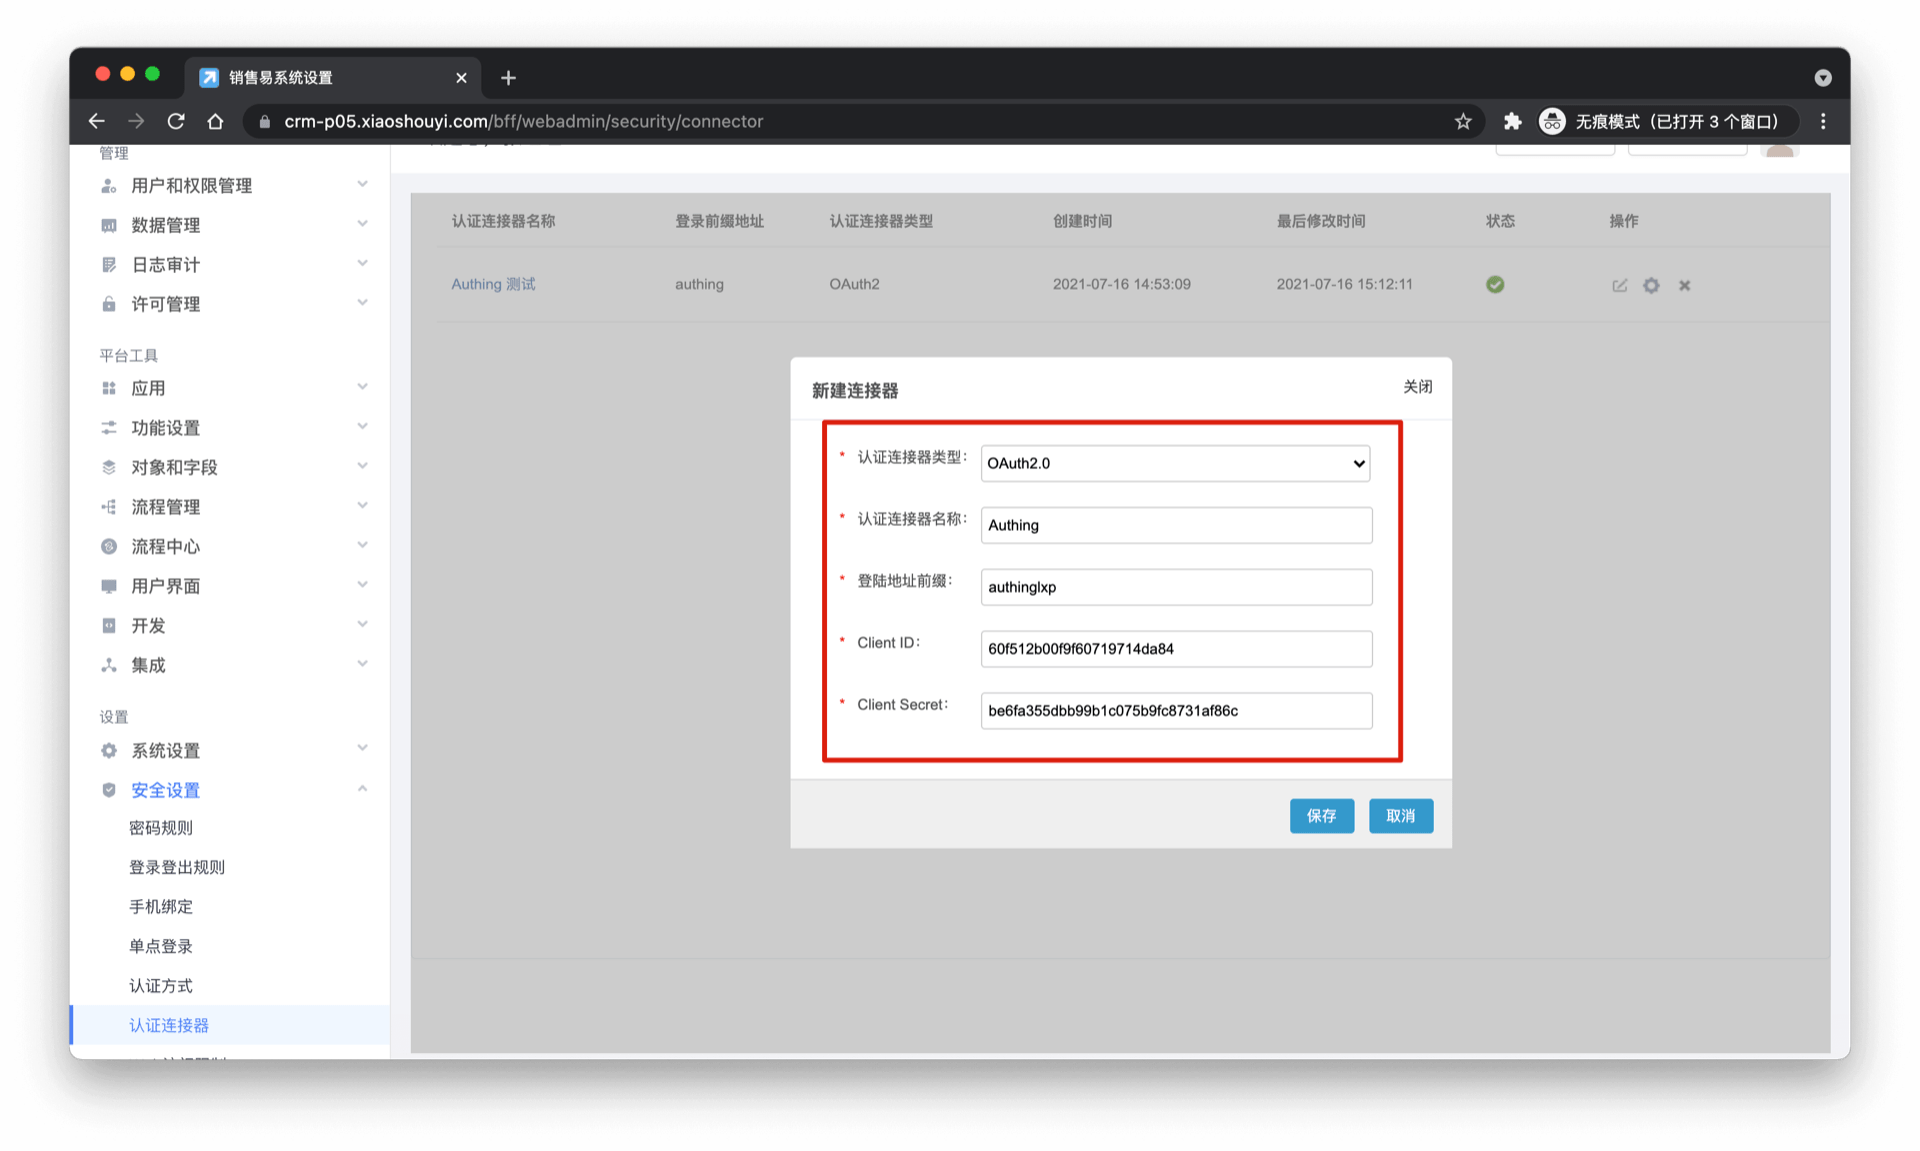 销售易系统设置
crm-p05.xiaoshouyi.com/bff/webadmin/security/connector
无痕模式（已打开 3 个窗口）
管理
用户和权限管理
数据管理
日志审计
许可管理
平台工具
应用
功能设置
对象和字段
流程管理
流程中心
用户界面
开发
集成
设置
系统设置
安全设置
密码规则
登录登出规则
手机绑定
单点登录
认证方式
认证连接器
认证连接器名称 登录前缀地址 认证连接器类型 创建时间 最后修改时间 状态 操作
Authing 测试 authing OAuth2 2021-07-16 14:53:09 2021-07-16 15:12:11
新建连接器 关闭
* 认证连接器类型： OAuth2.0
* 认证连接器名称： Authing
* 登陆地址前缀： authinglxp
* Client ID： 60f512b00f9f60719714da84
* Client Secret： be6fa355dbb99b1c075b9fc8731af86c
保存 取消